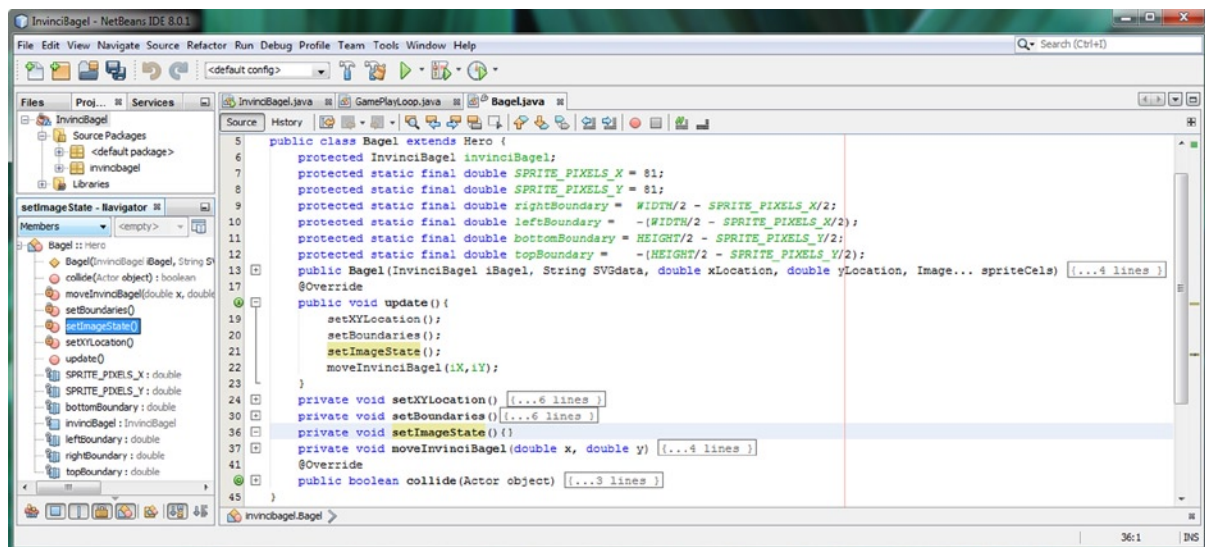 InvinciBagel - NetBeans IDE 8.0.1
File Edit View Navigate Source Refactor Run Debug Profile Team Tools Window Help
Search (Ctrl+I)
<default config>
Files Proj... Services
InvinciBagel.java GamePlayLoop.java Bagel.java
InvinciBagel
Source Packages
<default package>
invincibagel
Libraries
setImageState - Navigator
Members <empty>
Bagel :: Hero
Bagel(InvinciBagel iBagel, String SV
collide(Actor object) : boolean
moveInvinciBagel(double x, double
setBoundaries()
setImageState()
setXYLocation()
update()
SPRITE_PIXELS_X : double
SPRITE_PIXELS_Y : double
bottomBoundary : double
invinciBagel : InvinciBagel
leftBoundary : double
rightBoundary : double
topBoundary : double
Source History
5 public class Bagel extends Hero {
6 protected InvinciBagel invinciBagel;
7 protected static final double SPRITE_PIXELS_X = 81;
8 protected static final double SPRITE_PIXELS_Y = 81;
9 protected static final double rightBoundary = WIDTH/2 - SPRITE_PIXELS_X/2;
10 protected static final double leftBoundary = -(WIDTH/2 - SPRITE_PIXELS_X/2);
11 protected static final double bottomBoundary = HEIGHT/2 - SPRITE_PIXELS_Y/2;
12 protected static final double topBoundary = -(HEIGHT/2 - SPRITE_PIXELS_Y/2);
13 public Bagel(InvinciBagel iBagel, String SVGdata, double xLocation, double yLocation, Image... spriteCels) {...4 lines }
17 @Override
public void update(){
19 setXYLocation();
20 setBoundaries();
21 setImageState();
22 moveInvinciBagel(iX,iY);
23 }
24 private void setXYLocation() {...6 lines }
30 private void setBoundaries() {...6 lines }
36 private void setImageState(){}
37 private void moveInvinciBagel(double x, double y) {...4 lines }
41 @Override
public boolean collide(Actor object) {...3 lines }
45 }
invincibagel.Bagel
36:1 INS